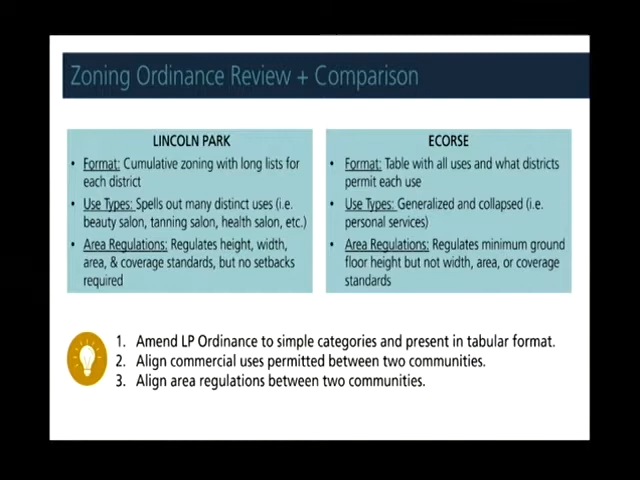 Zoning Ordinance Review + Comparison
LINCOLN PARK
• Format: Cumulative zoning with long lists for
each district
• Use Types: Spells out many distinct uses (i.e.
beauty salon, tanning salon, health salon, etc.)
• Area Regulations: Regulates height, width,
area, & coverage standards, but no setbacks
required
ECORSE
• Format: Table with all uses and what districts
permit each use
• Use Types: Generalized and collapsed (i.e.
personal services)
• Area Regulations: Regulates minimum ground
floor height but not width, area, or coverage
standards
1. Amend LP Ordinance to simple categories and present in tabular format.
2. Align commercial uses permitted between two communities.
3. Align area regulations between two communities.